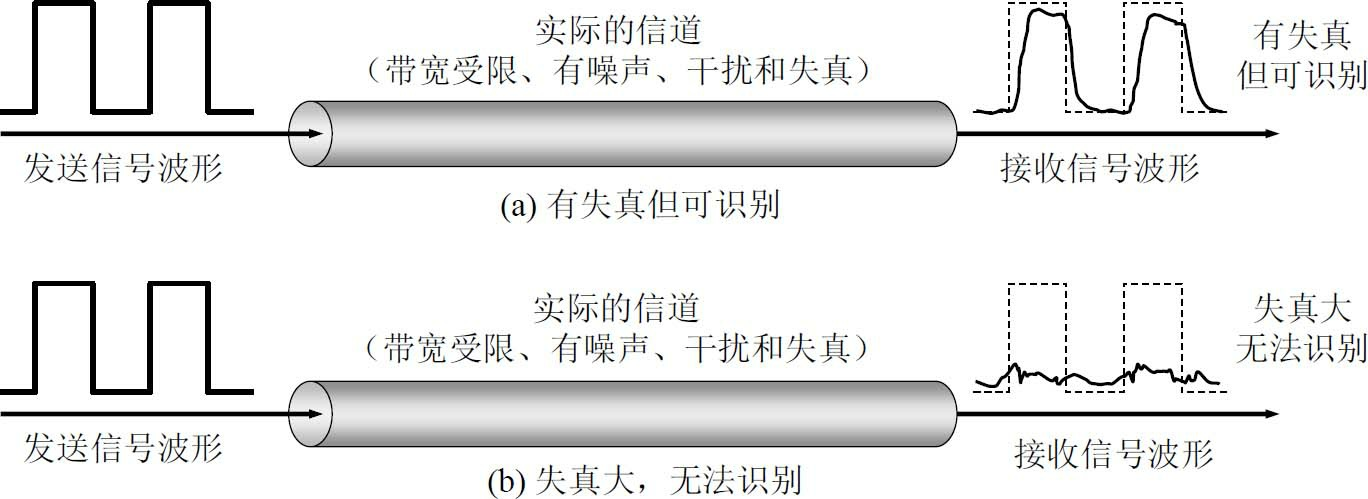 实际的信道
（带宽受限、有噪声、干扰和失真）
有失真
但可识别
发送信号波形
接收信号波形
(a) 有失真但可识别
实际的信道
（带宽受限、有噪声、干扰和失真）
失真大
无法识别
发送信号波形
接收信号波形
(b) 失真大，无法识别